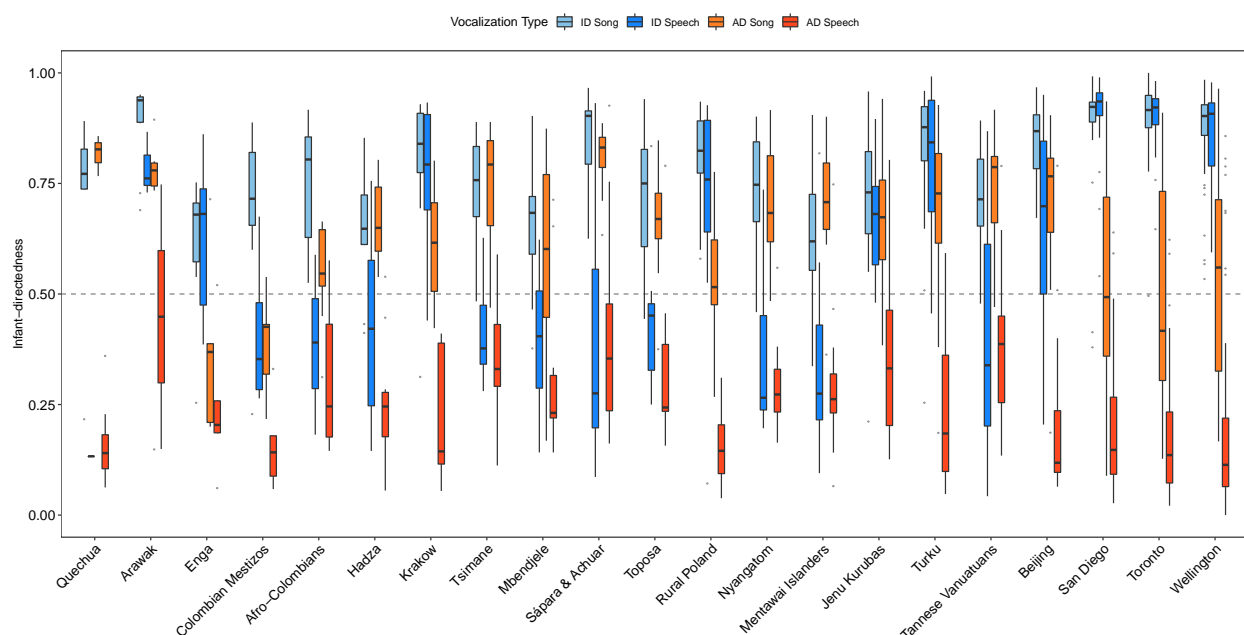 Vocalization Type ID Song ID Speech AD Song AD Speech
Infant−directedness
1.00
0.75
0.50
0.25
0.00
Quechua
Arawak
Enga
Colombian Mestizos
Afro−Colombians
Hadza
Krakow
Tsimane
Mbendjele
Sápara & Achuar
Toposa
Rural Poland
Nyangatom
Mentawai Islanders
Jenu Kurubas
Turku
Tannese Vanuatuans
Beijing
San Diego
Toronto
Wellington